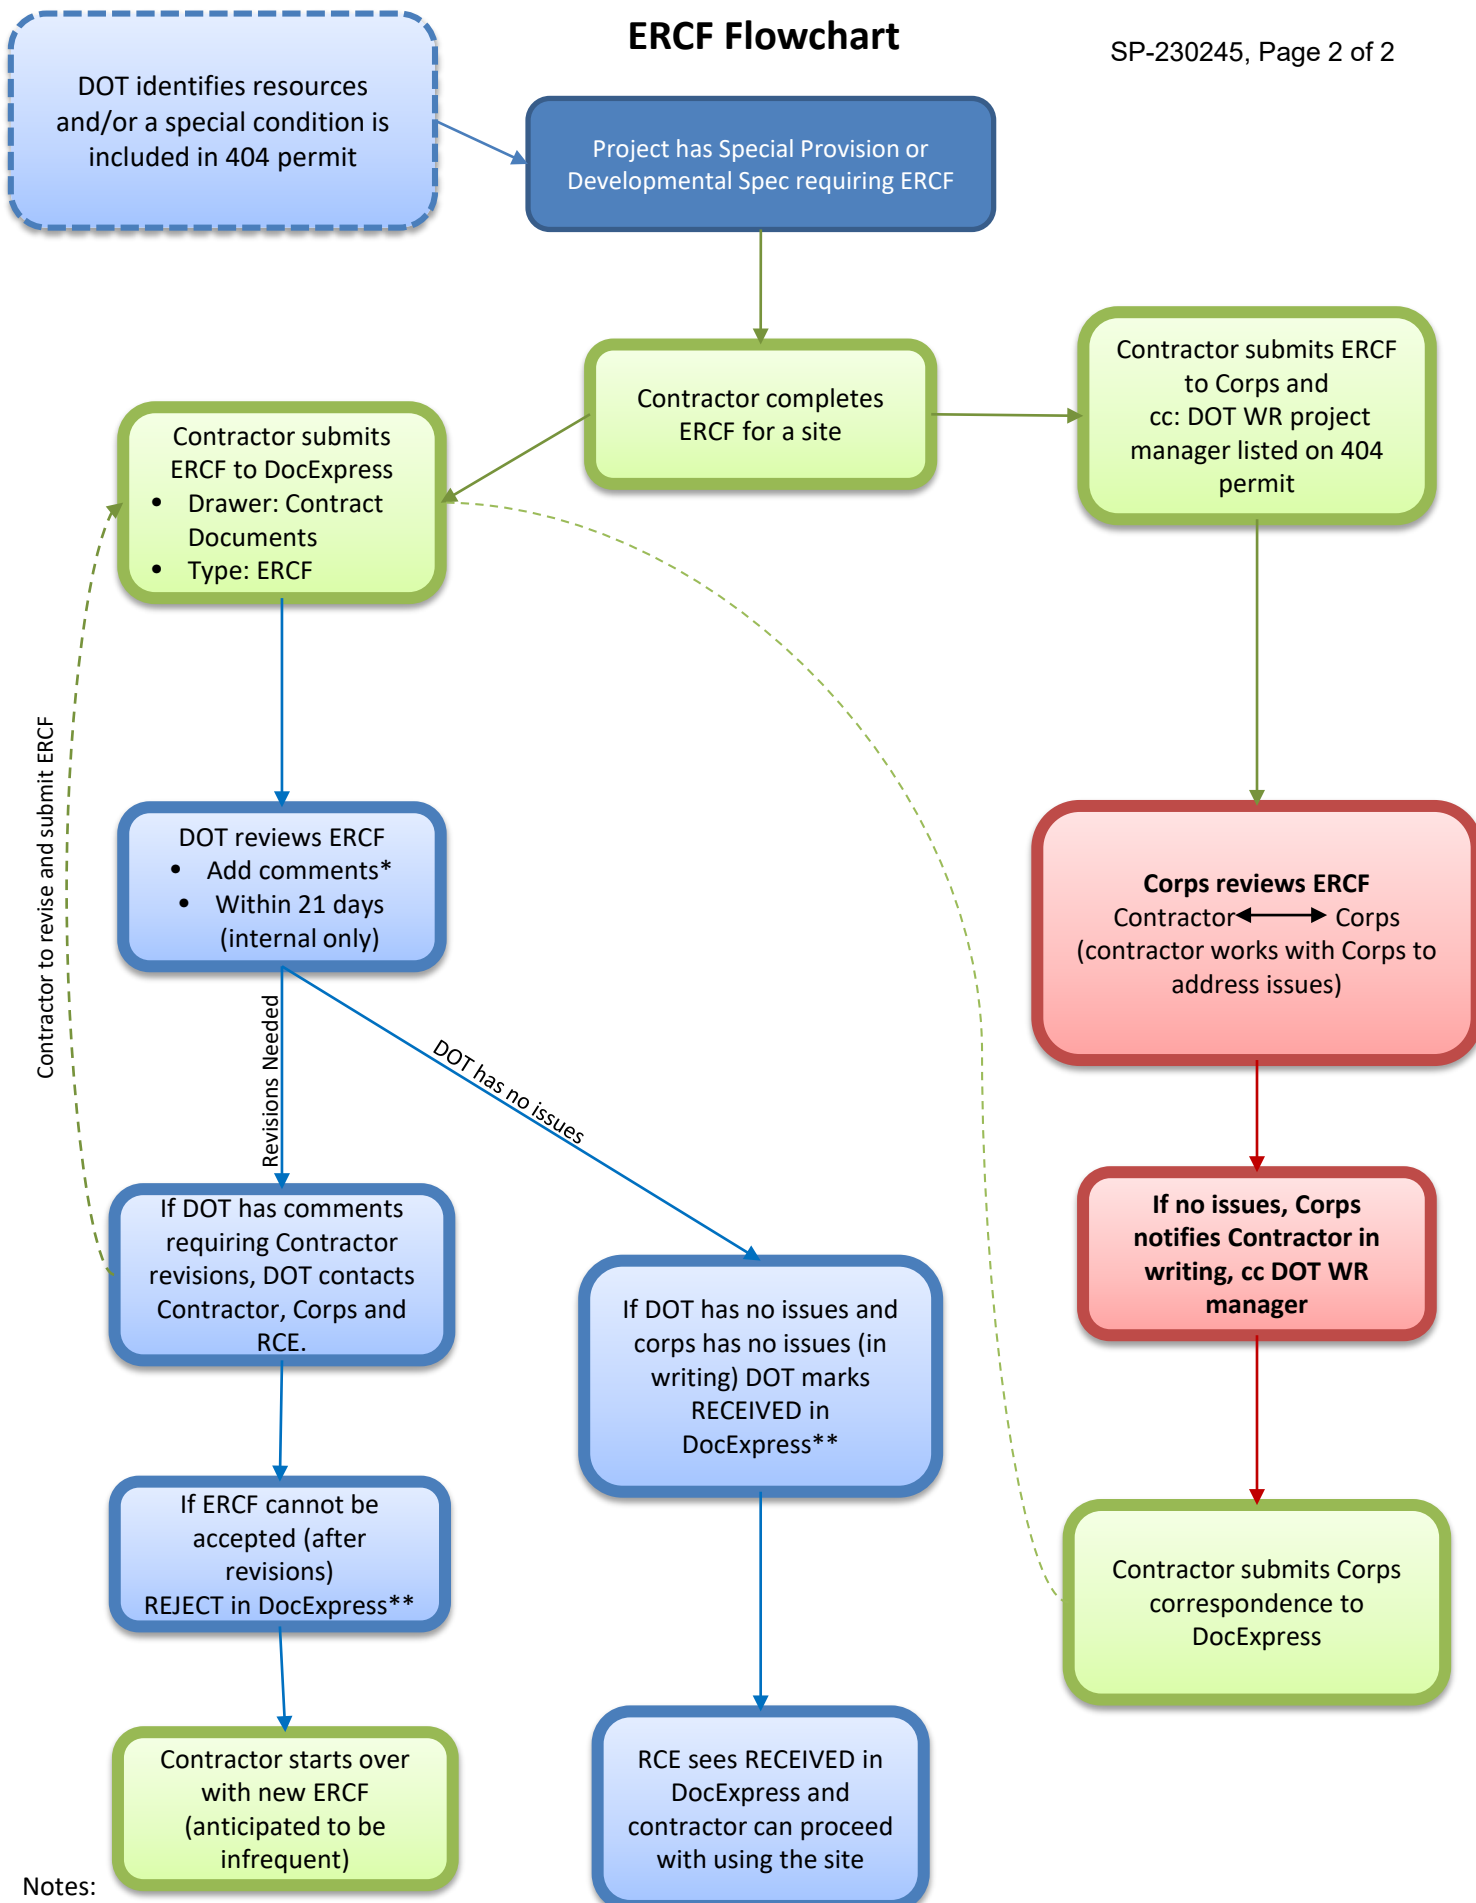 ERCF Flowchart
SP-230245, Page 2 of 2
DOT identifies resources
and/or a special condition is
included in 404 permit
Project has Special Provision or
Developmental Spec requiring ERCF
Contractor completes
ERCF for a site
Contractor submits ERCF
to Corps and
cc: DOT WR project
manager listed on 404
permit
Contractor submits
ERCF to DocExpress
• Drawer: Contract
Documents
• Type: ERCF
Contractor to revise and submit ERCF
DOT reviews ERCF
• Add comments*
• Within 21 days
(internal only)
Corps reviews ERCF
Contractor Corps
(contractor works with Corps to
address issues)
Revisions Needed
DOT has no issues
If DOT has comments
requiring Contractor
revisions, DOT contacts
Contractor, Corps and
RCE.
If DOT has no issues and
corps has no issues (in
writing) DOT marks
RECEIVED in
DocExpress**
If no issues, Corps
notifies Contractor in
writing, cc DOT WR
manager
If ERCF cannot be
accepted (after
revisions)
REJECT in DocExpress**
Contractor submits Corps
correspondence to
DocExpress
Contractor starts over
with new ERCF
(anticipated to be
infrequent)
RCE sees RECEIVED in
DocExpress and
contractor can proceed
with using the site
Notes: